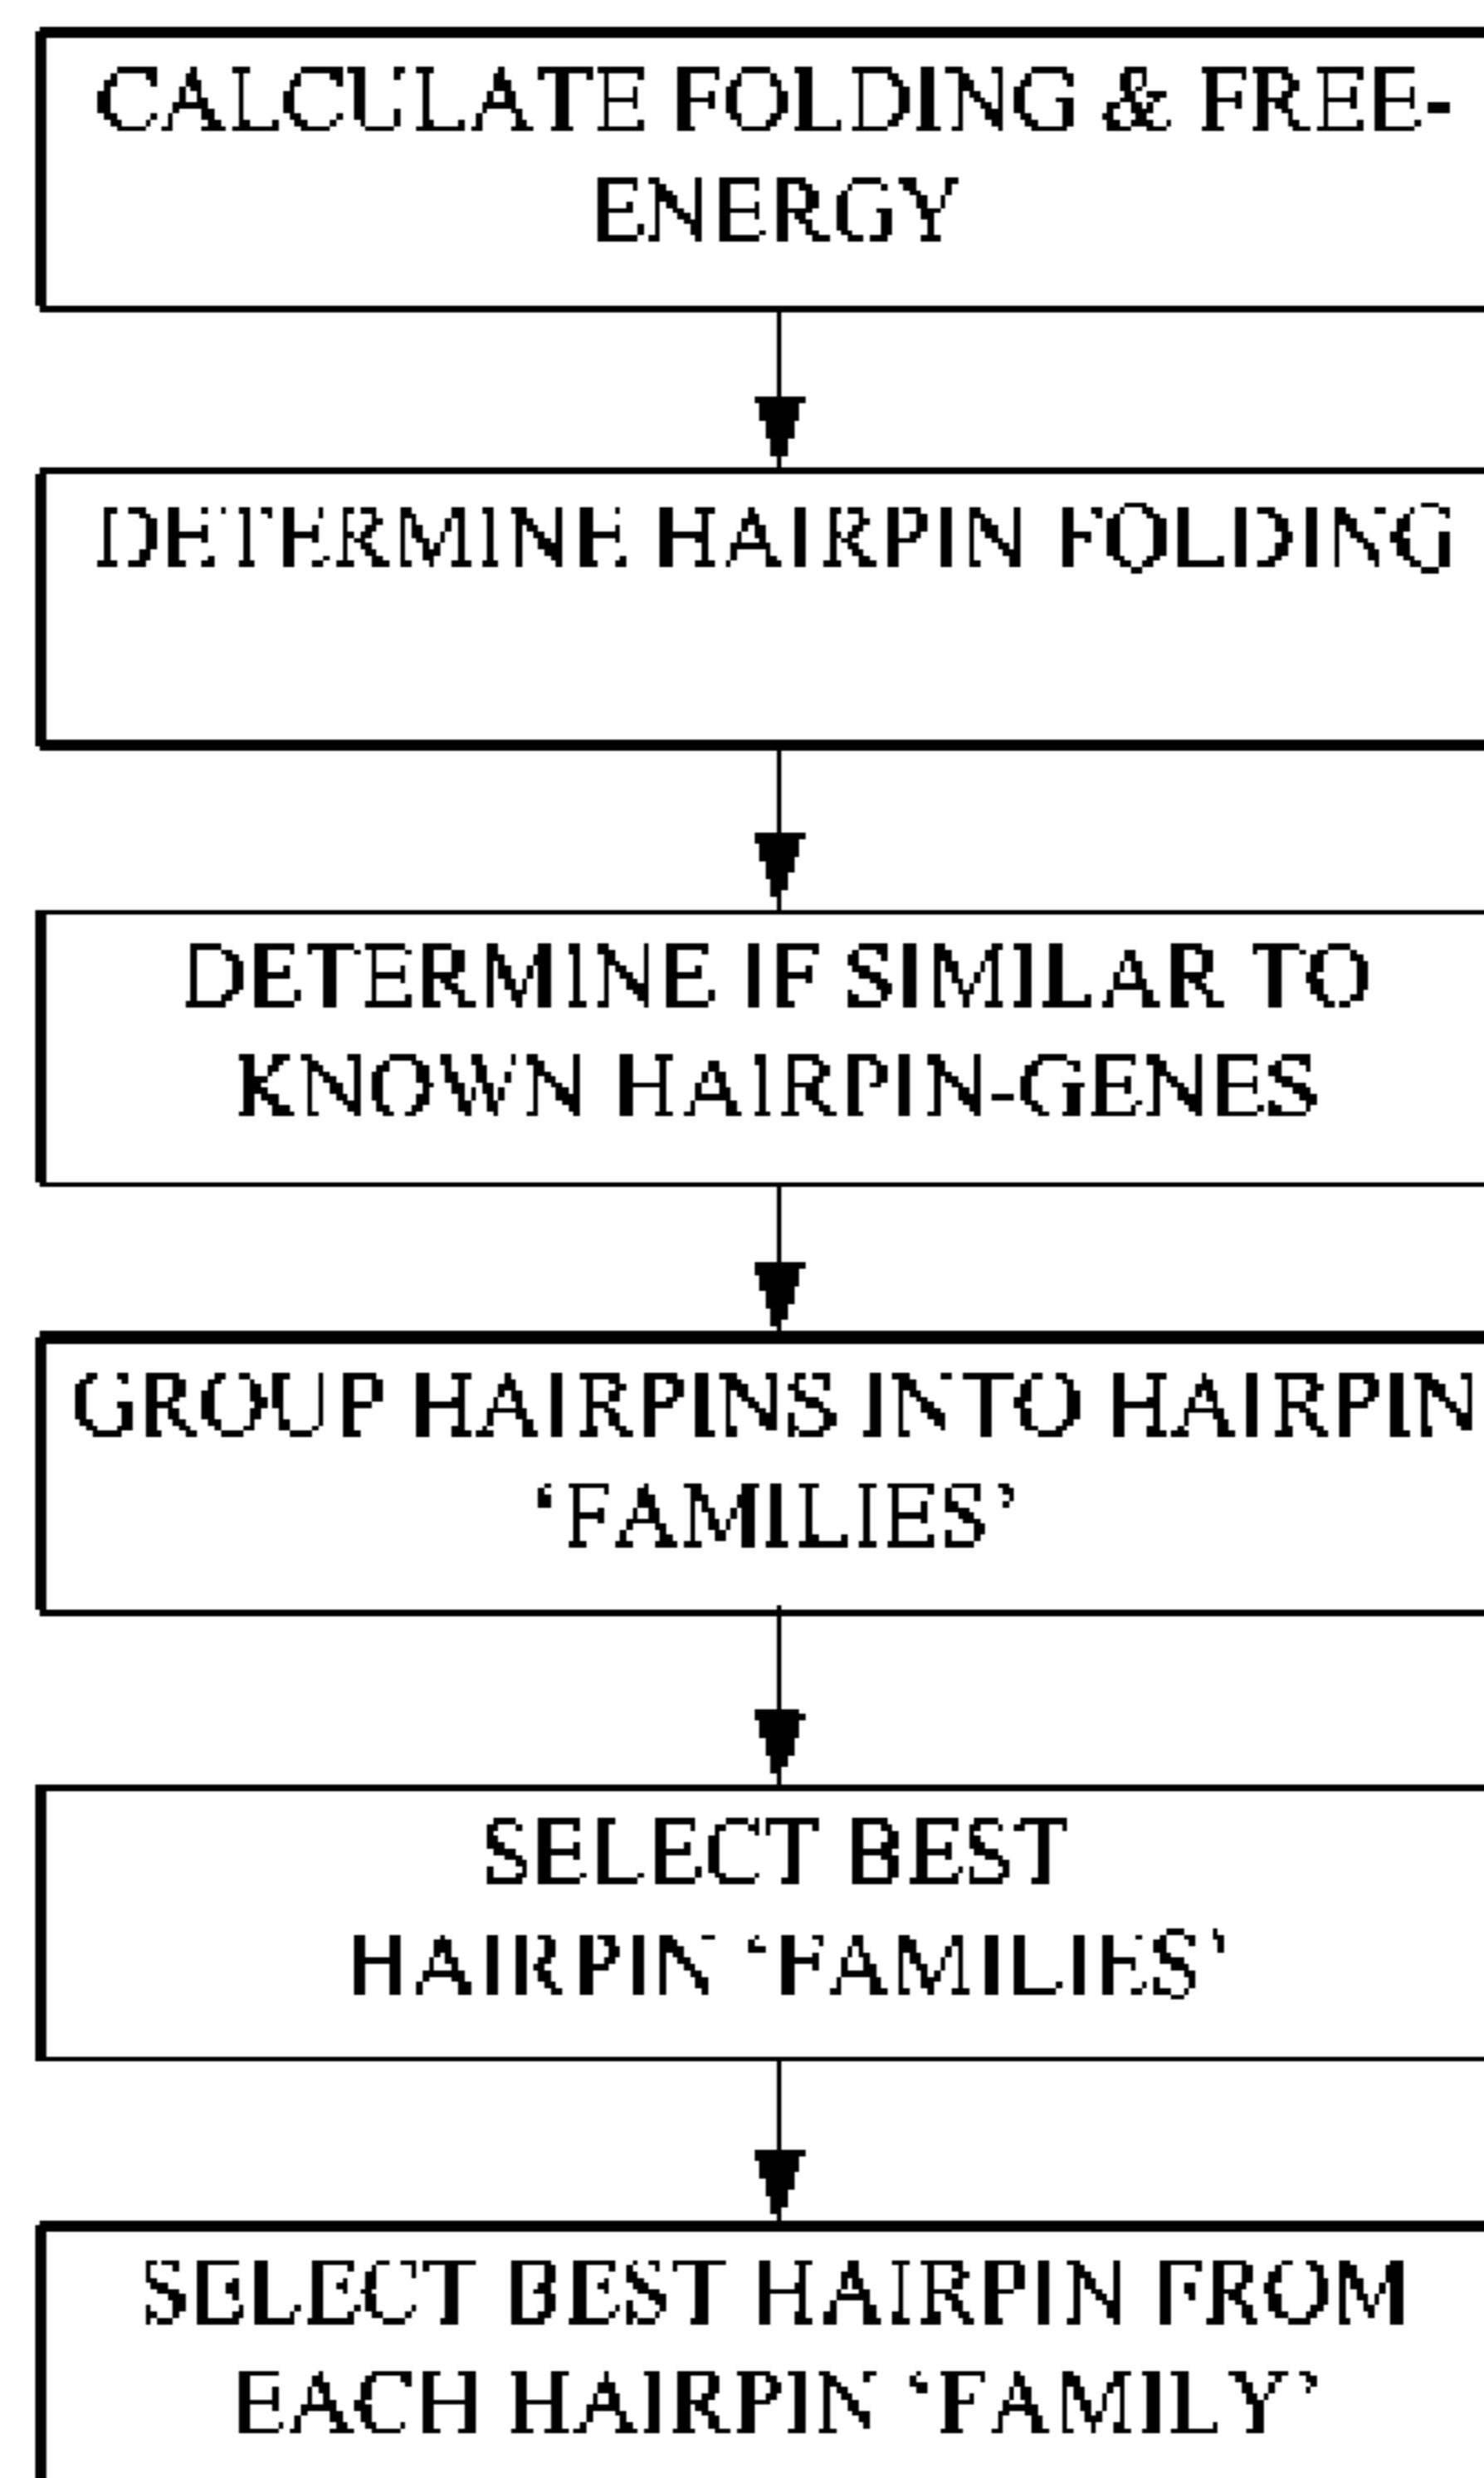 CALCULATE FOLDING & FREE-
ENERGY
DETERMINE HAIRPIN FOLDING
DETERMINE IF SIMILAR TO
KNOWN HAIRPIN-GENES
GROUP HAIRPINS INTO HAIRPIN
‘FAMILIES’
SELECT BEST
HAIRPIN ‘FAMILIES’
SELECT BEST HAIRPIN FROM
EACH HAIRPIN ‘FAMILY’